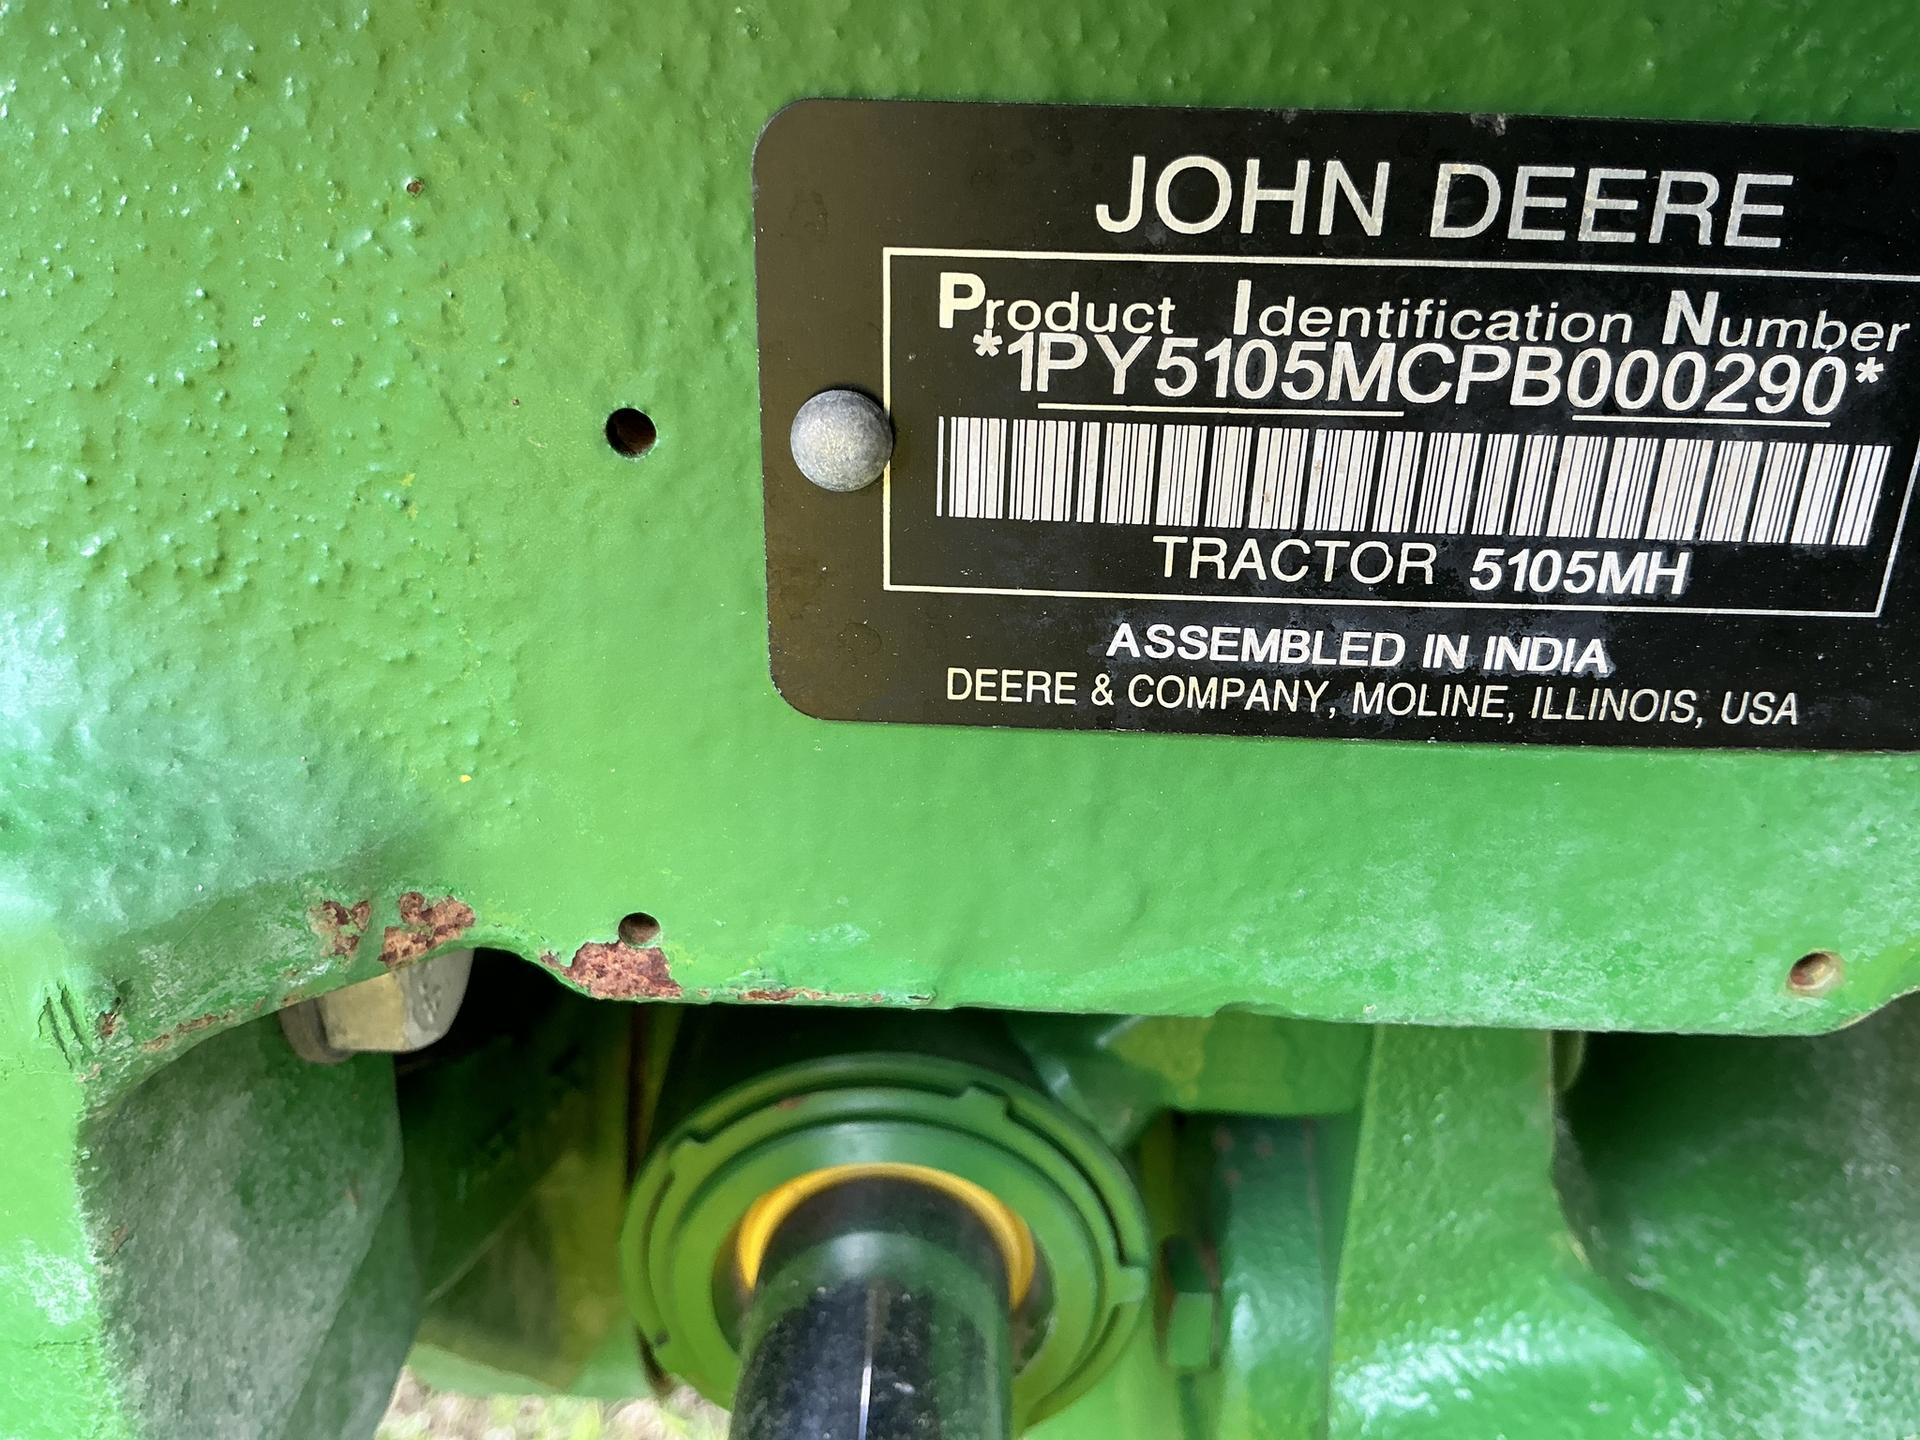 JOHN DEERE
Product Identification Number
*1PY5105MCPB000290*
TRACTOR 5105MH
ASSEMBLED IN INDIA
DEERE & COMPANY, MOLINE, ILLINOIS, USA